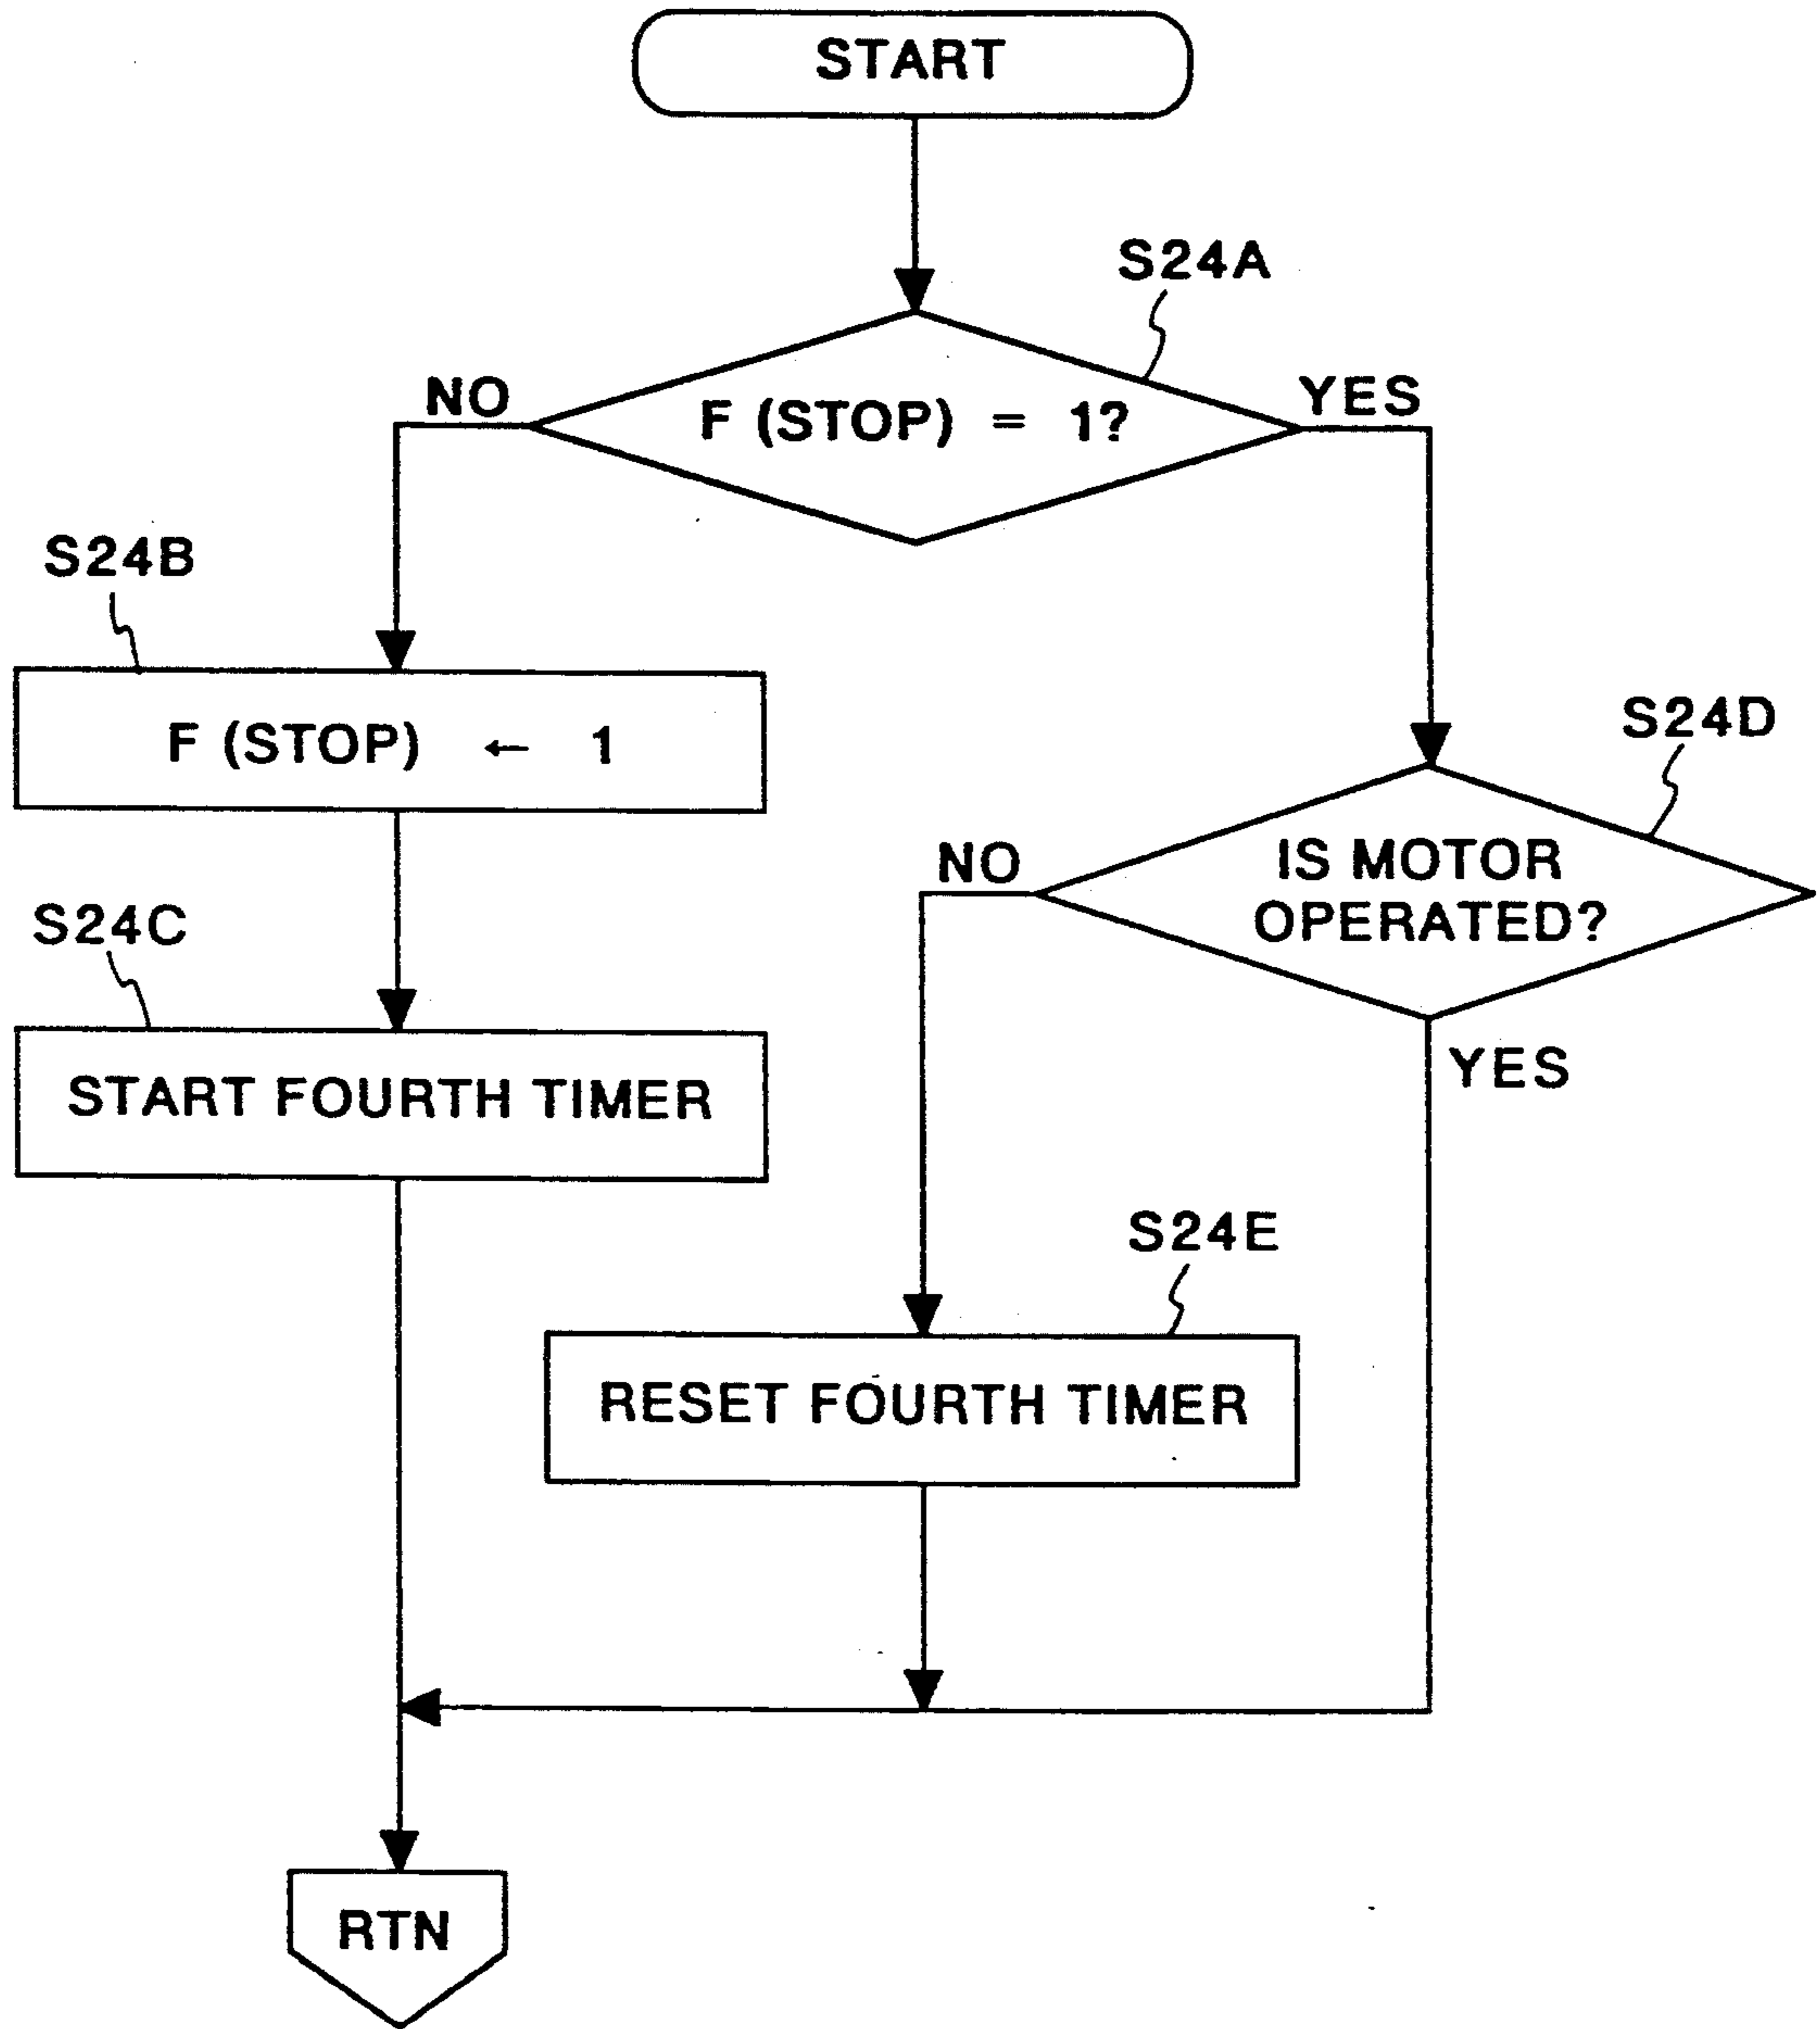 START
S24A
NO
F (STOP) = 1?
YES
S24B
F (STOP) ← 1
S24D
IS MOTOR
OPERATED?
NO
YES
S24C
START FOURTH TIMER
S24E
RESET FOURTH TIMER
RTN